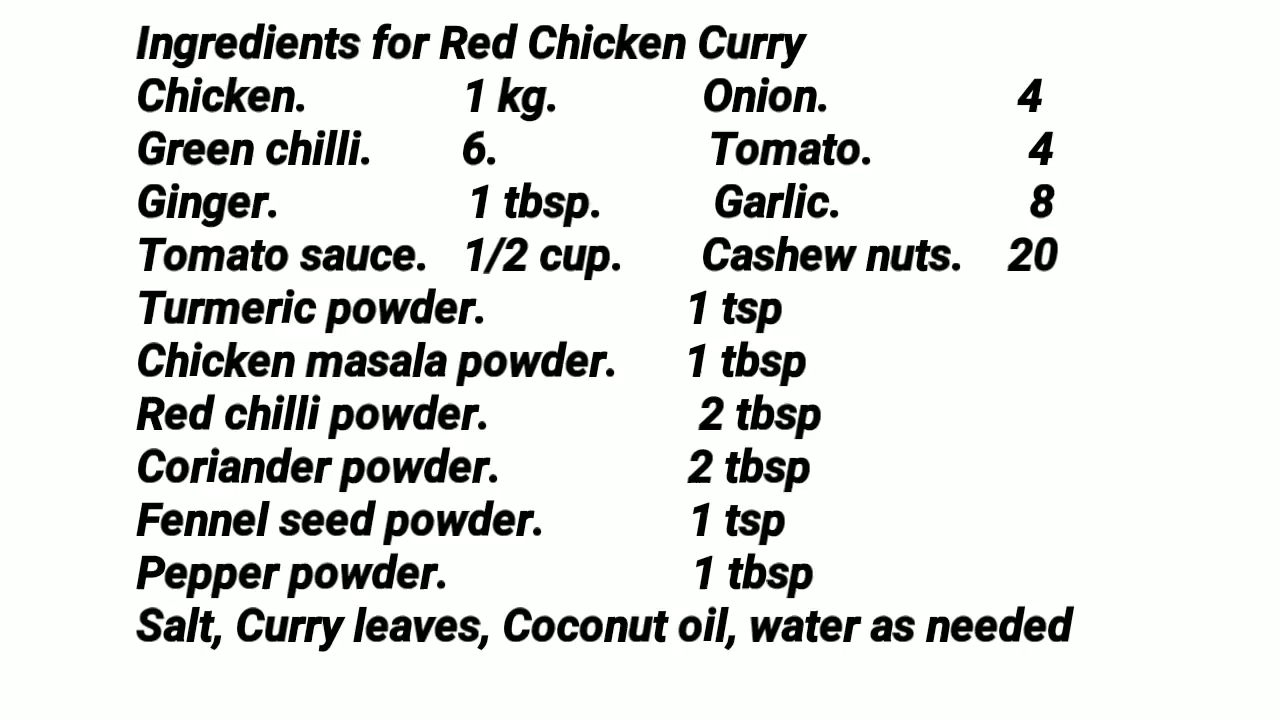 Ingredients for Red Chicken Curry
Chicken. 1 kg. Onion. 4
Green chilli. 6. Tomato. 4
Ginger. 1 tbsp. Garlic. 8
Tomato sauce. 1/2 cup. Cashew nuts. 20
Turmeric powder. 1 tsp
Chicken masala powder. 1 tbsp
Red chilli powder. 2 tbsp
Coriander powder. 2 tbsp
Fennel seed powder. 1 tsp
Pepper powder. 1 tbsp
Salt, Curry leaves, Coconut oil, water as needed